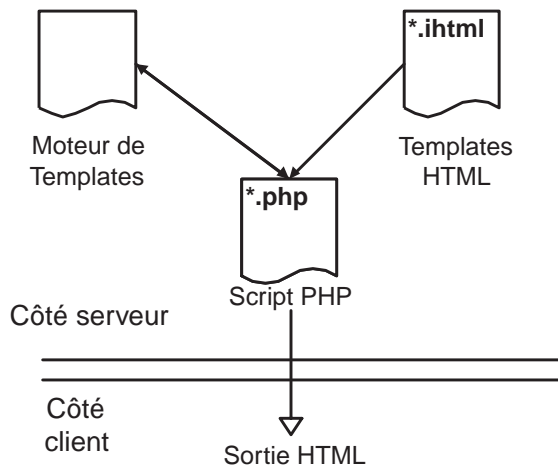 *.ihtml
Moteur de
Templates
Templates
HTML
*.php
Script PHP
Côté serveur
Côté
client
Sortie HTML